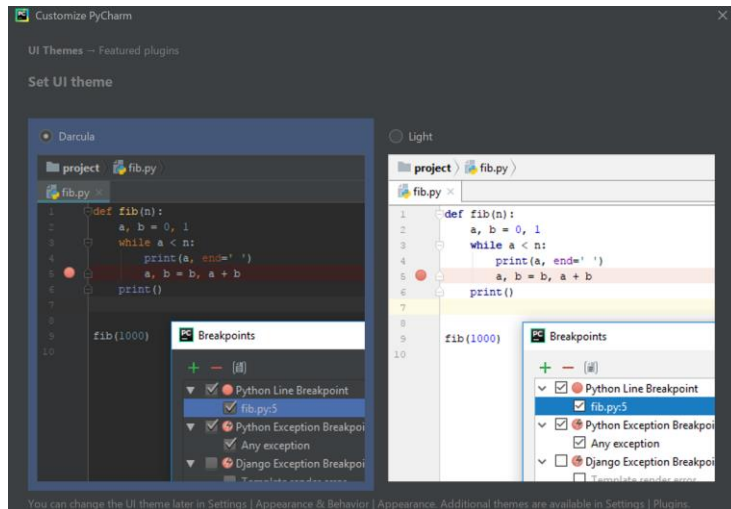 Customize PyCharm
UI Themes → Featured plugins
Set UI theme
Darcula
project fib.py
fib.py
1 def fib(n):
2 a, b = 0, 1
3 while a < n:
4 print(a, end=' ')
5 a, b = b, a + b
6 print()
7
8
9 fib(1000)
10
Breakpoints
Python Line Breakpoint
fib.py:5
Python Exception Breakpoi
Any exception
Django Exception Breakpoi
Template render error
Light
project fib.py
fib.py
1 def fib(n):
2 a, b = 0, 1
3 while a < n:
4 print(a, end=' ')
5 a, b = b, a + b
6 print()
7
8
9 fib(1000)
10
Breakpoints
Python Line Breakpoint
fib.py:5
Python Exception Breakpoi
Any exception
Django Exception Breakpoi
Template render error
You can change the UI theme later in Settings | Appearance & Behavior | Appearance. Additional themes are available in Settings | Plugins.